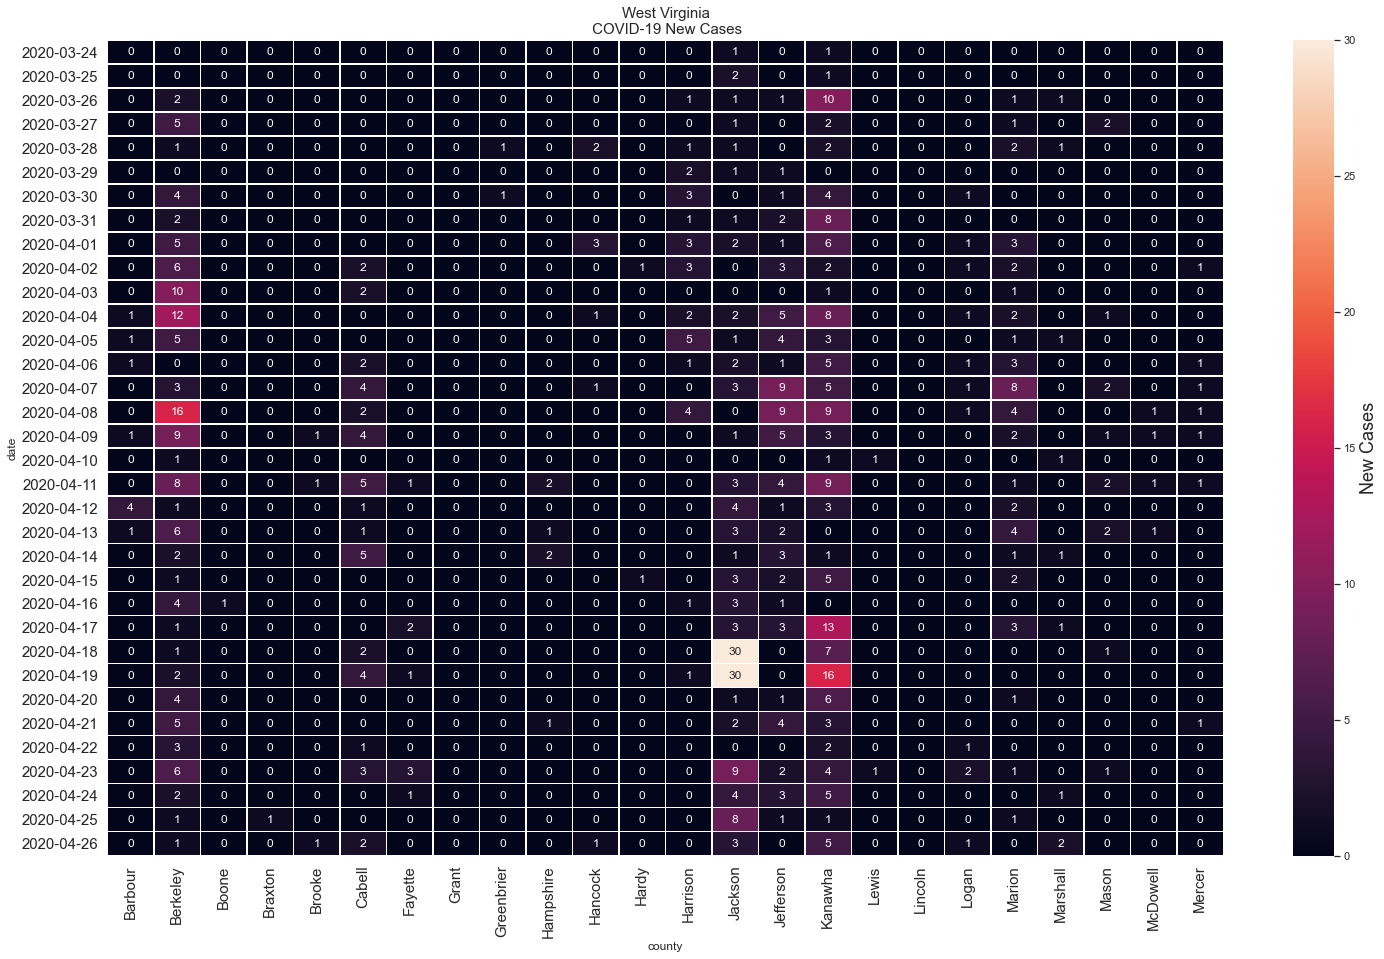 West Virginia
COVID-19 New Cases
2020-03-24 0 0 0 0 0 0 0 0 0 0 0 0 0 1 0 1 0 0 0 0 0 0 0 0
2020-03-25 0 0 0 0 0 0 0 0 0 0 0 0 0 2 0 1 0 0 0 0 0 0 0 0
2020-03-26 0 2 0 0 0 0 0 0 0 0 0 0 1 1 1 10 0 0 0 1 1 0 0 0
2020-03-27 0 5 0 0 0 0 0 0 0 0 0 0 0 1 0 2 0 0 0 1 0 2 0 0
2020-03-28 0 1 0 0 0 0 0 0 1 0 2 0 1 1 0 2 0 0 0 2 1 0 0 0
2020-03-29 0 0 0 0 0 0 0 0 0 0 0 0 2 1 1 0 0 0 0 0 0 0 0 0
2020-03-30 0 4 0 0 0 0 0 0 1 0 0 0 3 0 1 4 0 0 1 0 0 0 0 0
2020-03-31 0 2 0 0 0 0 0 0 0 0 0 0 1 1 2 8 0 0 0 0 0 0 0 0
2020-04-01 0 5 0 0 0 0 0 0 0 0 3 0 3 2 1 6 0 0 1 3 0 0 0 0
2020-04-02 0 6 0 0 0 2 0 0 0 0 0 1 3 0 3 2 0 0 1 2 0 0 0 1
2020-04-03 0 10 0 0 0 2 0 0 0 0 0 0 0 0 0 1 0 0 0 1 0 0 0 0
2020-04-04 1 12 0 0 0 0 0 0 0 0 1 0 2 2 5 8 0 0 1 2 0 1 0 0
2020-04-05 1 5 0 0 0 0 0 0 0 0 0 0 5 1 4 3 0 0 0 1 1 0 0 0
2020-04-06 1 0 0 0 0 2 0 0 0 0 0 0 1 2 1 5 0 0 1 3 0 0 0 1
2020-04-07 0 3 0 0 0 4 0 0 0 0 1 0 0 3 9 5 0 0 1 8 0 2 0 1
2020-04-08 0 16 0 0 0 2 0 0 0 0 0 0 4 0 9 9 0 0 1 4 0 0 1 1
2020-04-09 1 9 0 0 1 4 0 0 0 0 0 0 0 1 5 3 0 0 0 2 0 1 1 1
2020-04-10 0 1 0 0 0 0 0 0 0 0 0 0 0 0 0 1 1 0 0 0 1 0 0 0
2020-04-11 0 8 0 0 1 5 1 0 0 2 0 0 0 3 4 9 0 0 0 1 0 2 1 1
2020-04-12 4 1 0 0 0 1 0 0 0 0 0 0 0 4 1 3 0 0 0 2 0 0 0 0
2020-04-13 1 6 0 0 0 1 0 0 0 1 0 0 0 3 2 0 0 0 0 4 0 2 1 0
2020-04-14 0 2 0 0 0 5 0 0 0 2 0 0 0 1 3 1 0 0 0 1 1 0 0 0
2020-04-15 0 1 0 0 0 0 0 0 0 0 0 1 0 3 2 5 0 0 0 2 0 0 0 0
2020-04-16 0 4 1 0 0 0 0 0 0 0 0 0 1 3 1 0 0 0 0 0 0 0 0 0
2020-04-17 0 1 0 0 0 0 2 0 0 0 0 0 0 3 3 13 0 0 0 3 1 0 0 0
2020-04-18 0 1 0 0 0 2 0 0 0 0 0 0 0 30 0 7 0 0 0 0 0 1 0 0
2020-04-19 0 2 0 0 0 4 1 0 0 0 0 0 1 30 0 16 0 0 0 0 0 0 0 0
2020-04-20 0 4 0 0 0 0 0 0 0 0 0 0 0 1 1 6 0 0 0 1 0 0 0 0
2020-04-21 0 5 0 0 0 0 0 0 0 1 0 0 0 2 4 3 0 0 0 0 0 0 0 1
2020-04-22 0 3 0 0 0 1 0 0 0 0 0 0 0 0 0 2 0 0 1 0 0 0 0 0
2020-04-23 0 6 0 0 0 3 3 0 0 0 0 0 0 9 2 4 1 0 2 1 0 1 0 0
2020-04-24 0 2 0 0 0 0 1 0 0 0 0 0 0 4 3 5 0 0 0 0 1 0 0 0
2020-04-25 0 1 0 1 0 0 0 0 0 0 0 0 0 8 1 1 0 0 0 1 0 0 0 0
2020-04-26 0 1 0 0 1 2 0 0 0 0 1 0 0 3 0 5 0 0 1 0 2 0 0 0
date
Barbour Berkeley Boone Braxton Brooke Cabell Fayette Grant Greenbrier Hampshire Hancock Hardy Harrison Jackson Jefferson Kanawha Lewis Lincoln Logan Marion Marshall Mason McDowell Mercer
county
30
25
20
15
10
5
0
New Cases